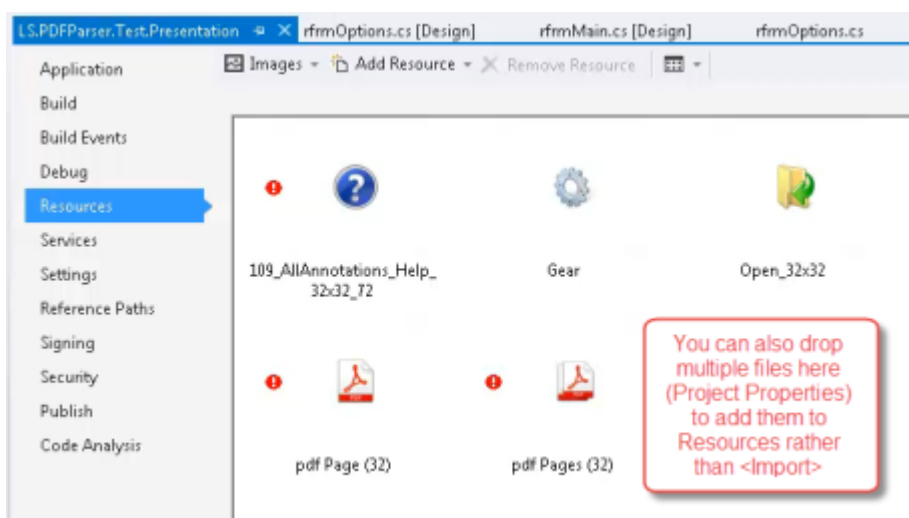 LS.PDFParser.Test.Presentation
rfrmOptions.cs [Design]
rfrmMain.cs [Design]
rfrmOptions.cs
Images
Add Resource
Remove Resource
Application
Build
Build Events
Debug
Resources
Services
Settings
Reference Paths
Signing
Security
Publish
Code Analysis
109_AllAnnotations_Help_
32x32_72
Gear
Open_32x32
PDF
pdf Page (32)
PDF
pdf Pages (32)
You can also drop
multiple files here
(Project Properties)
to add them to
Resources rather
than <Import>